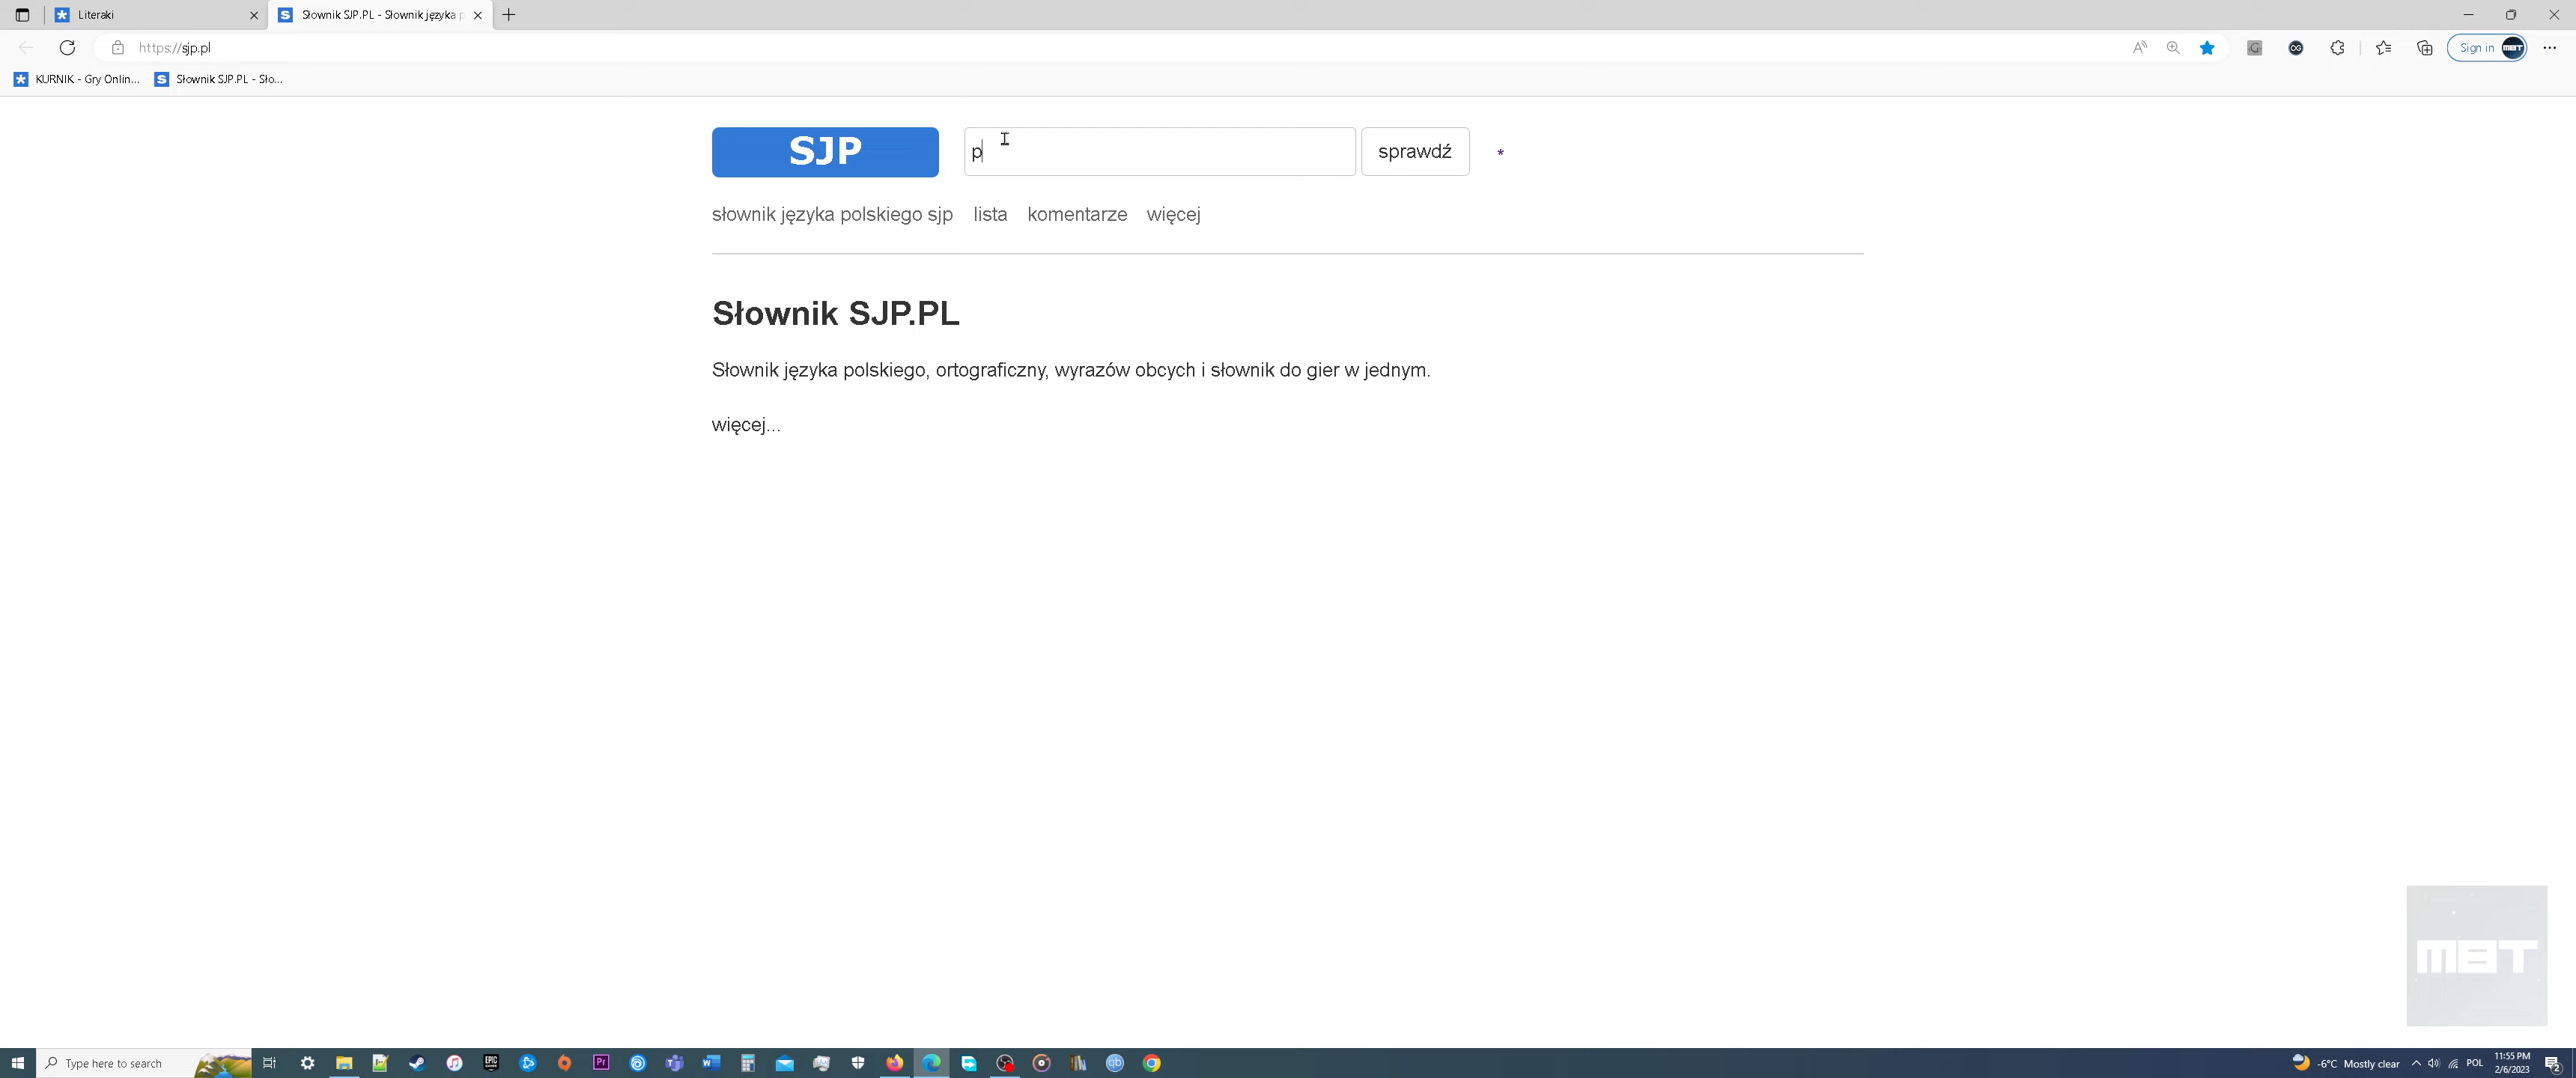 Literaki
Słownik SJP.PL - Słownik języka p
https://sjp.pl
Sign in
KURNIK - Gry Onlin...
Słownik SJP.PL - Sło...
SJP
p
sprawdź
*
słownik języka polskiego sjp
lista
komentarze
więcej
Słownik SJP.PL
Słownik języka polskiego, ortograficzny, wyrazów obcych i słownik do gier w jednym.
więcej...
MBT
Type here to search
-6°C Mostly clear
POL
11:55 PM
2/6/2023